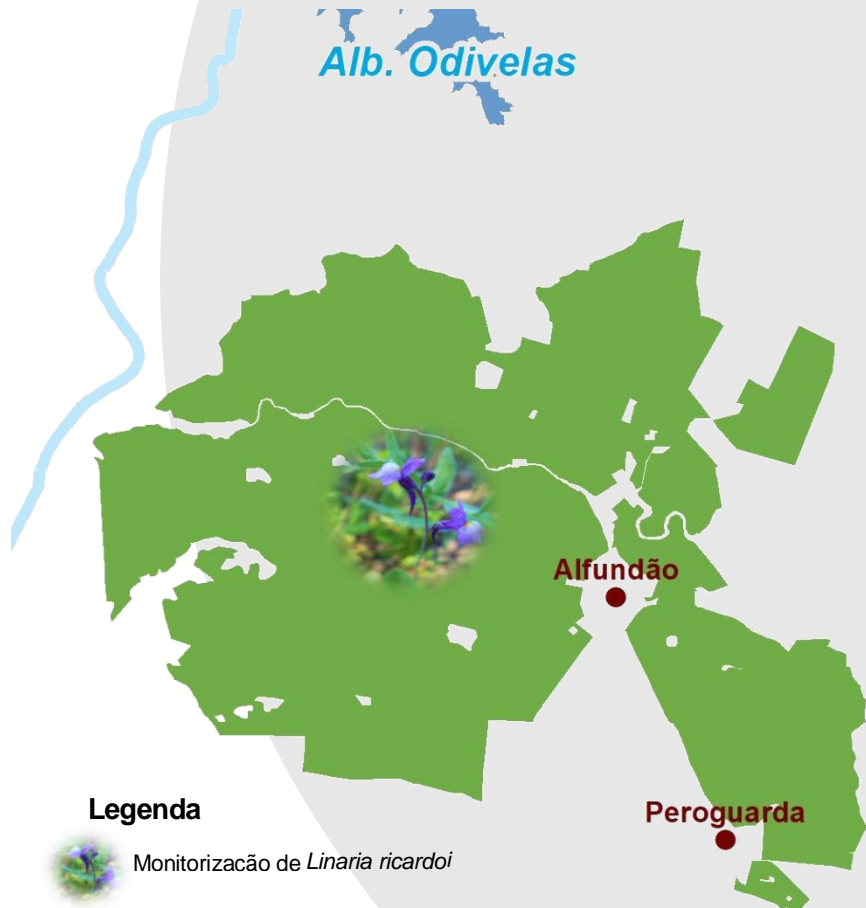 Alb. Odivelas
Alfundão
Peroguarda
Legenda
Monitorizacão de Linaria ricardoi